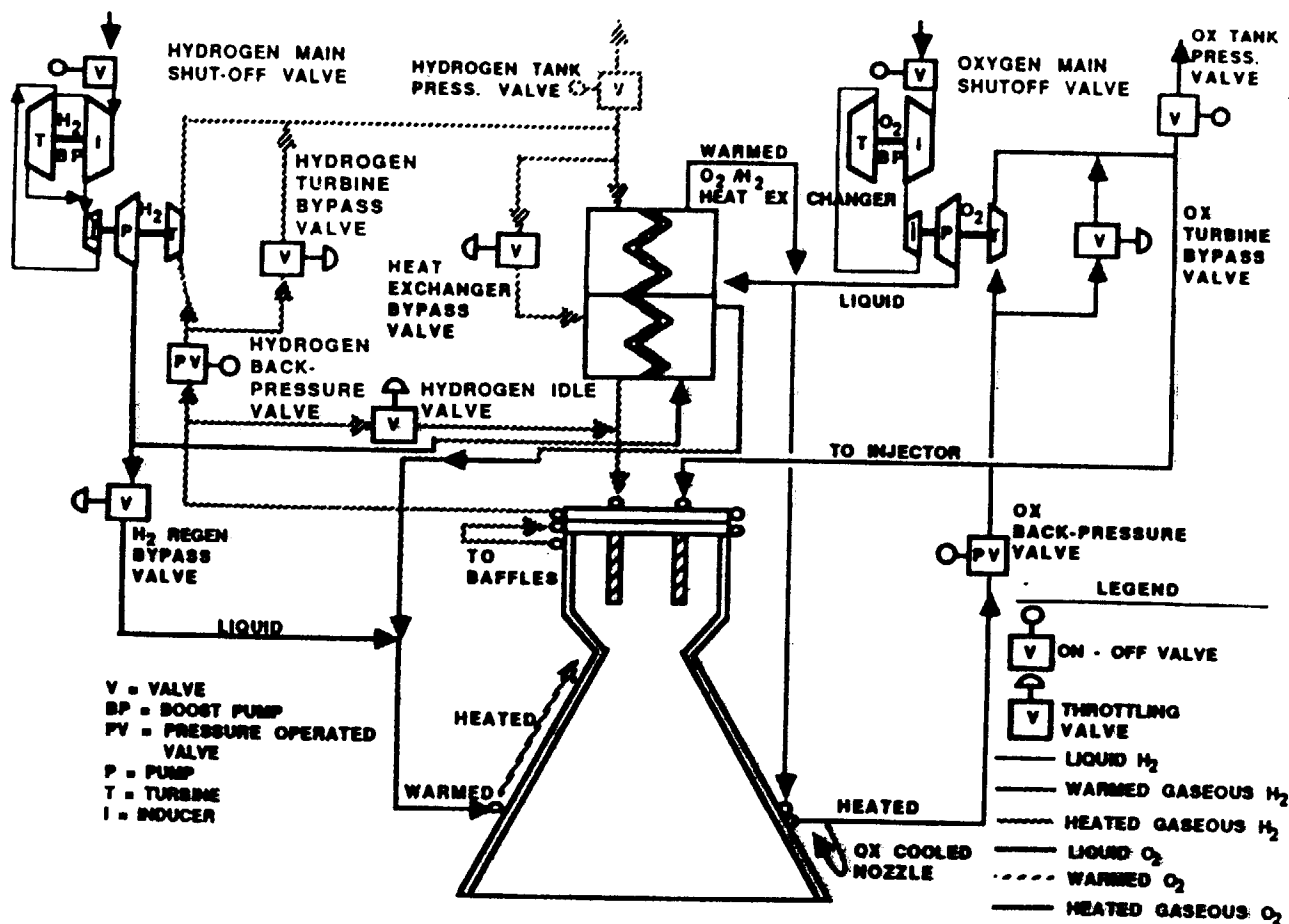 HYDROGEN MAIN
SHUT-OFF VALVE
V
T
H2
BP
I
I
P
H2
T
HYDROGEN TANK
PRESS. VALVE
V
HYDROGEN
TURBINE
BYPASS
VALVE
V
HEAT
EXCHANGER
BYPASS
VALVE
V
WARMED
O2/H2
HEAT EX CHANGER
OXYGEN MAIN
SHUTOFF VALVE
V
T
O2
BP
I
I
P
O2
T
OX TANK
PRESS.
VALVE
V
OX
TURBINE
BYPASS
VALVE
V
LIQUID
PV
HYDROGEN
BACK-
PRESSURE
VALVE
HYDROGEN IDLE
VALVE
V
TO INJECTOR
V
H2 REGEN
BYPASS
VALVE
TO
BAFFLES
OX
BACK-PRESSURE
VALVE
PV
LIQUID
HEATED
WARMED
HEATED
OX COOLED
NOZZLE
V = VALVE
BP = BOOST PUMP
PV = PRESSURE OPERATED
VALVE
P = PUMP
T = TURBINE
I = INDUCER
LEGEND
V
ON - OFF VALVE
V
THROTTLING
VALVE
LIQUID H2
WARMED GASEOUS H2
HEATED GASEOUS H2
LIQUID O2
WARMED O2
HEATED GASEOUS O2